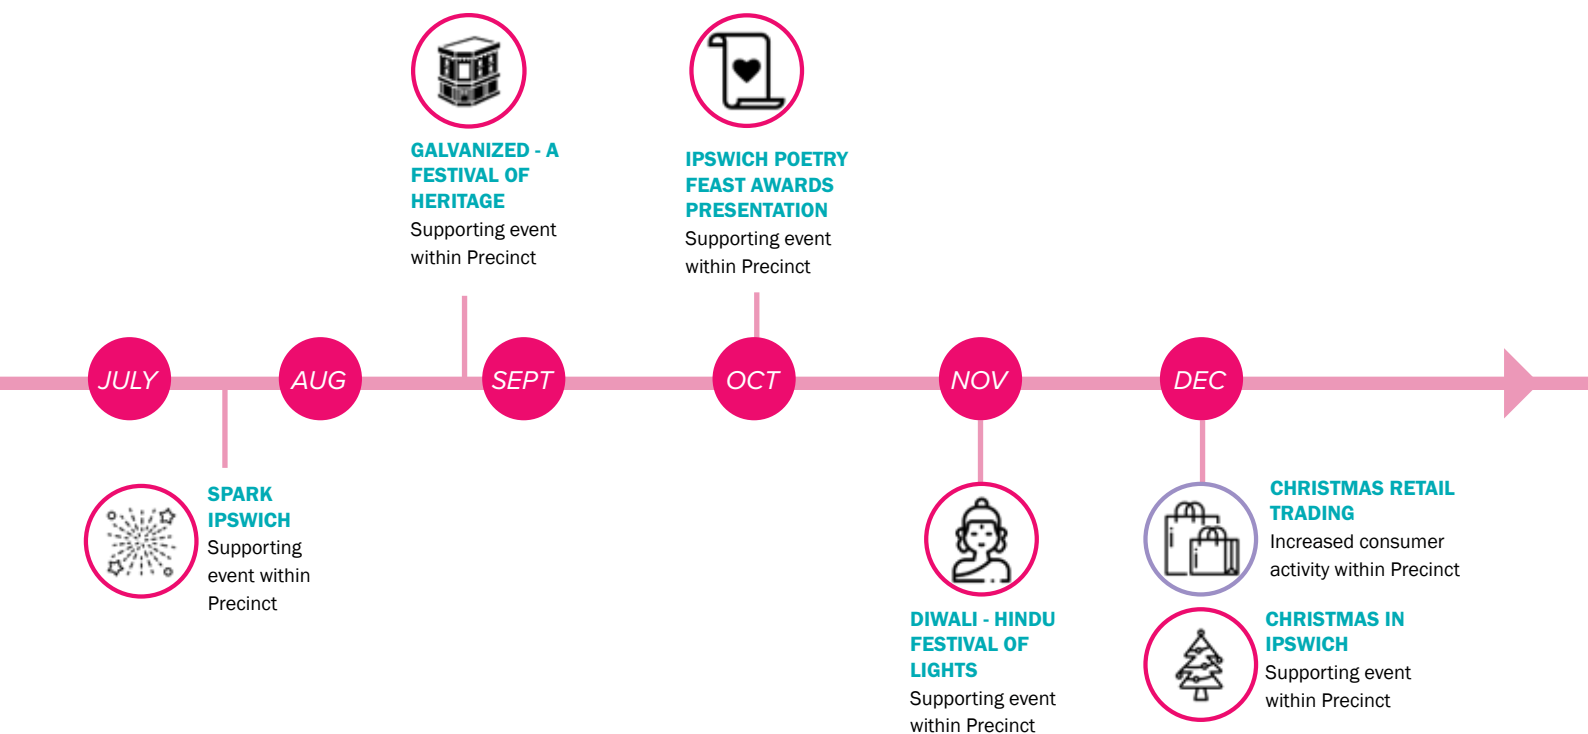 GALVANIZED - A
FESTIVAL OF
HERITAGE
Supporting event
within Precinct
IPSWICH POETRY
FEAST AWARDS
PRESENTATION
Supporting event
within Precinct
JULY
AUG
SEPT
OCT
NOV
DEC
SPARK
IPSWICH
Supporting
event within
Precinct
DIWALI - HINDU
FESTIVAL OF
LIGHTS
Supporting event
within Precinct
CHRISTMAS RETAIL
TRADING
Increased consumer
activity within Precinct
CHRISTMAS IN
IPSWICH
Supporting event
within Precinct